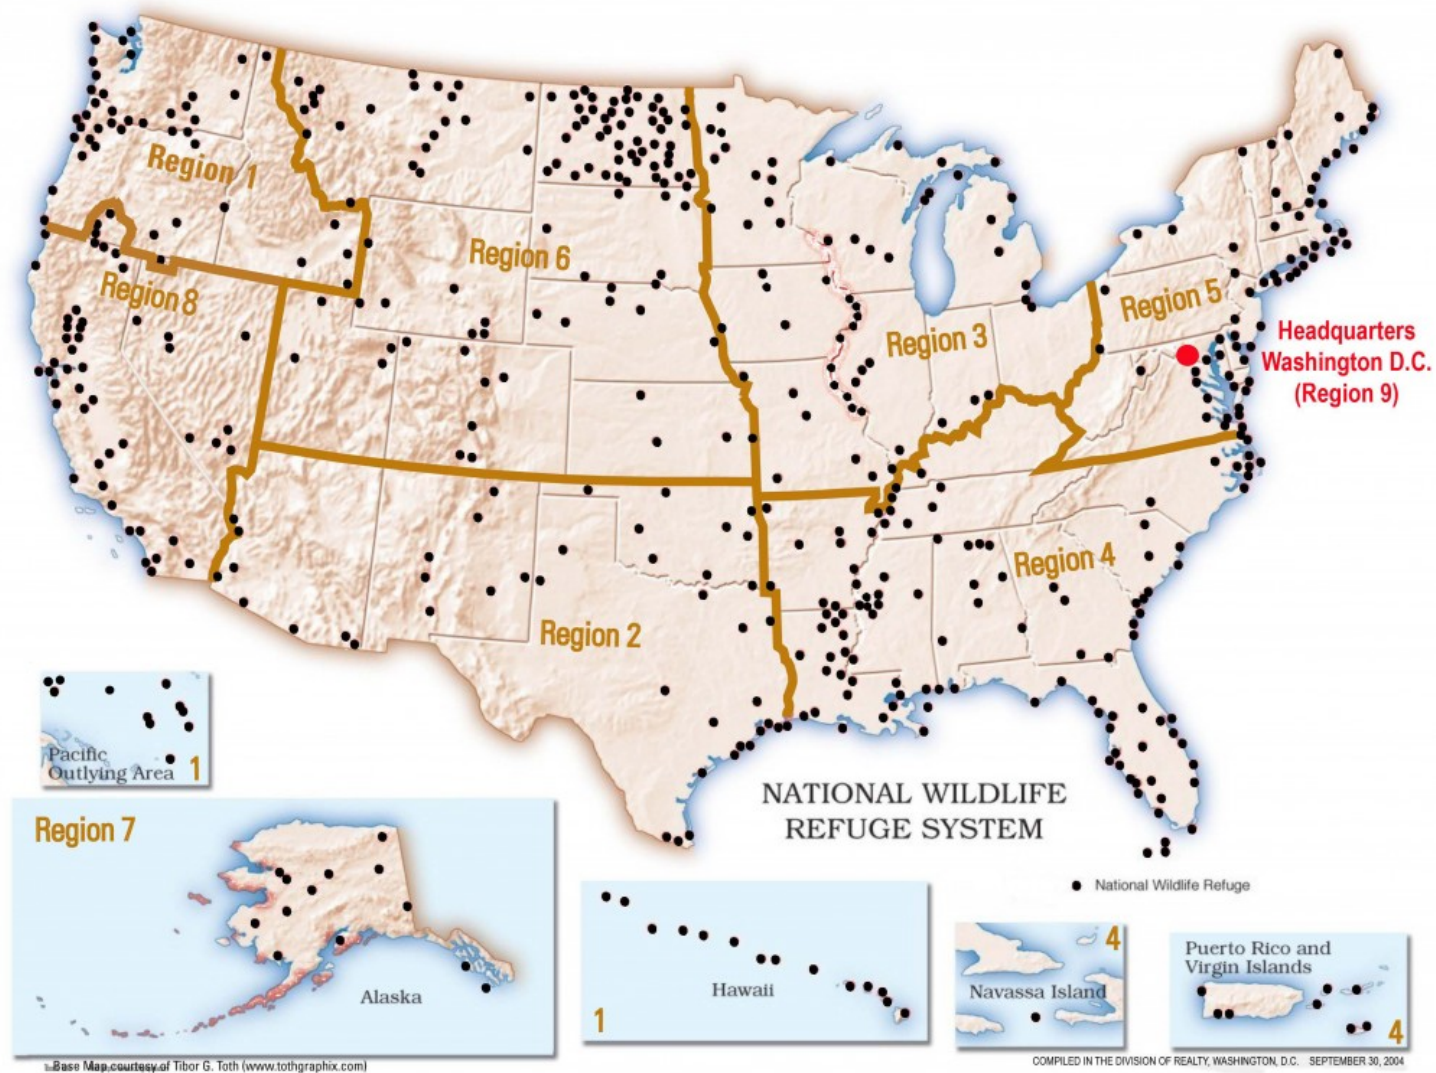 Region 1
Region 6
Region 8
Region 3
Region 5
Headquarters
Washington D.C.
(Region 9)
Region 4
Region 2
Pacific
Outlying Area
1
NATIONAL WILDLIFE
REFUGE SYSTEM
Region 7
Alaska
National Wildlife Refuge
Hawaii
1
4
Navassa Island
Puerto Rico and
Virgin Islands
4
Base Map courtesy of Tibor G. Toth (www.tothgraphix.com)
COMPILED IN THE DIVISION OF REALTY, WASHINGTON, D.C. SEPTEMBER 30, 2004